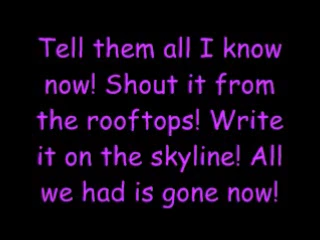 Tell them all I know
now! Shout it from
the rooftops! Write
it on the skyline! All
we had is gone now!